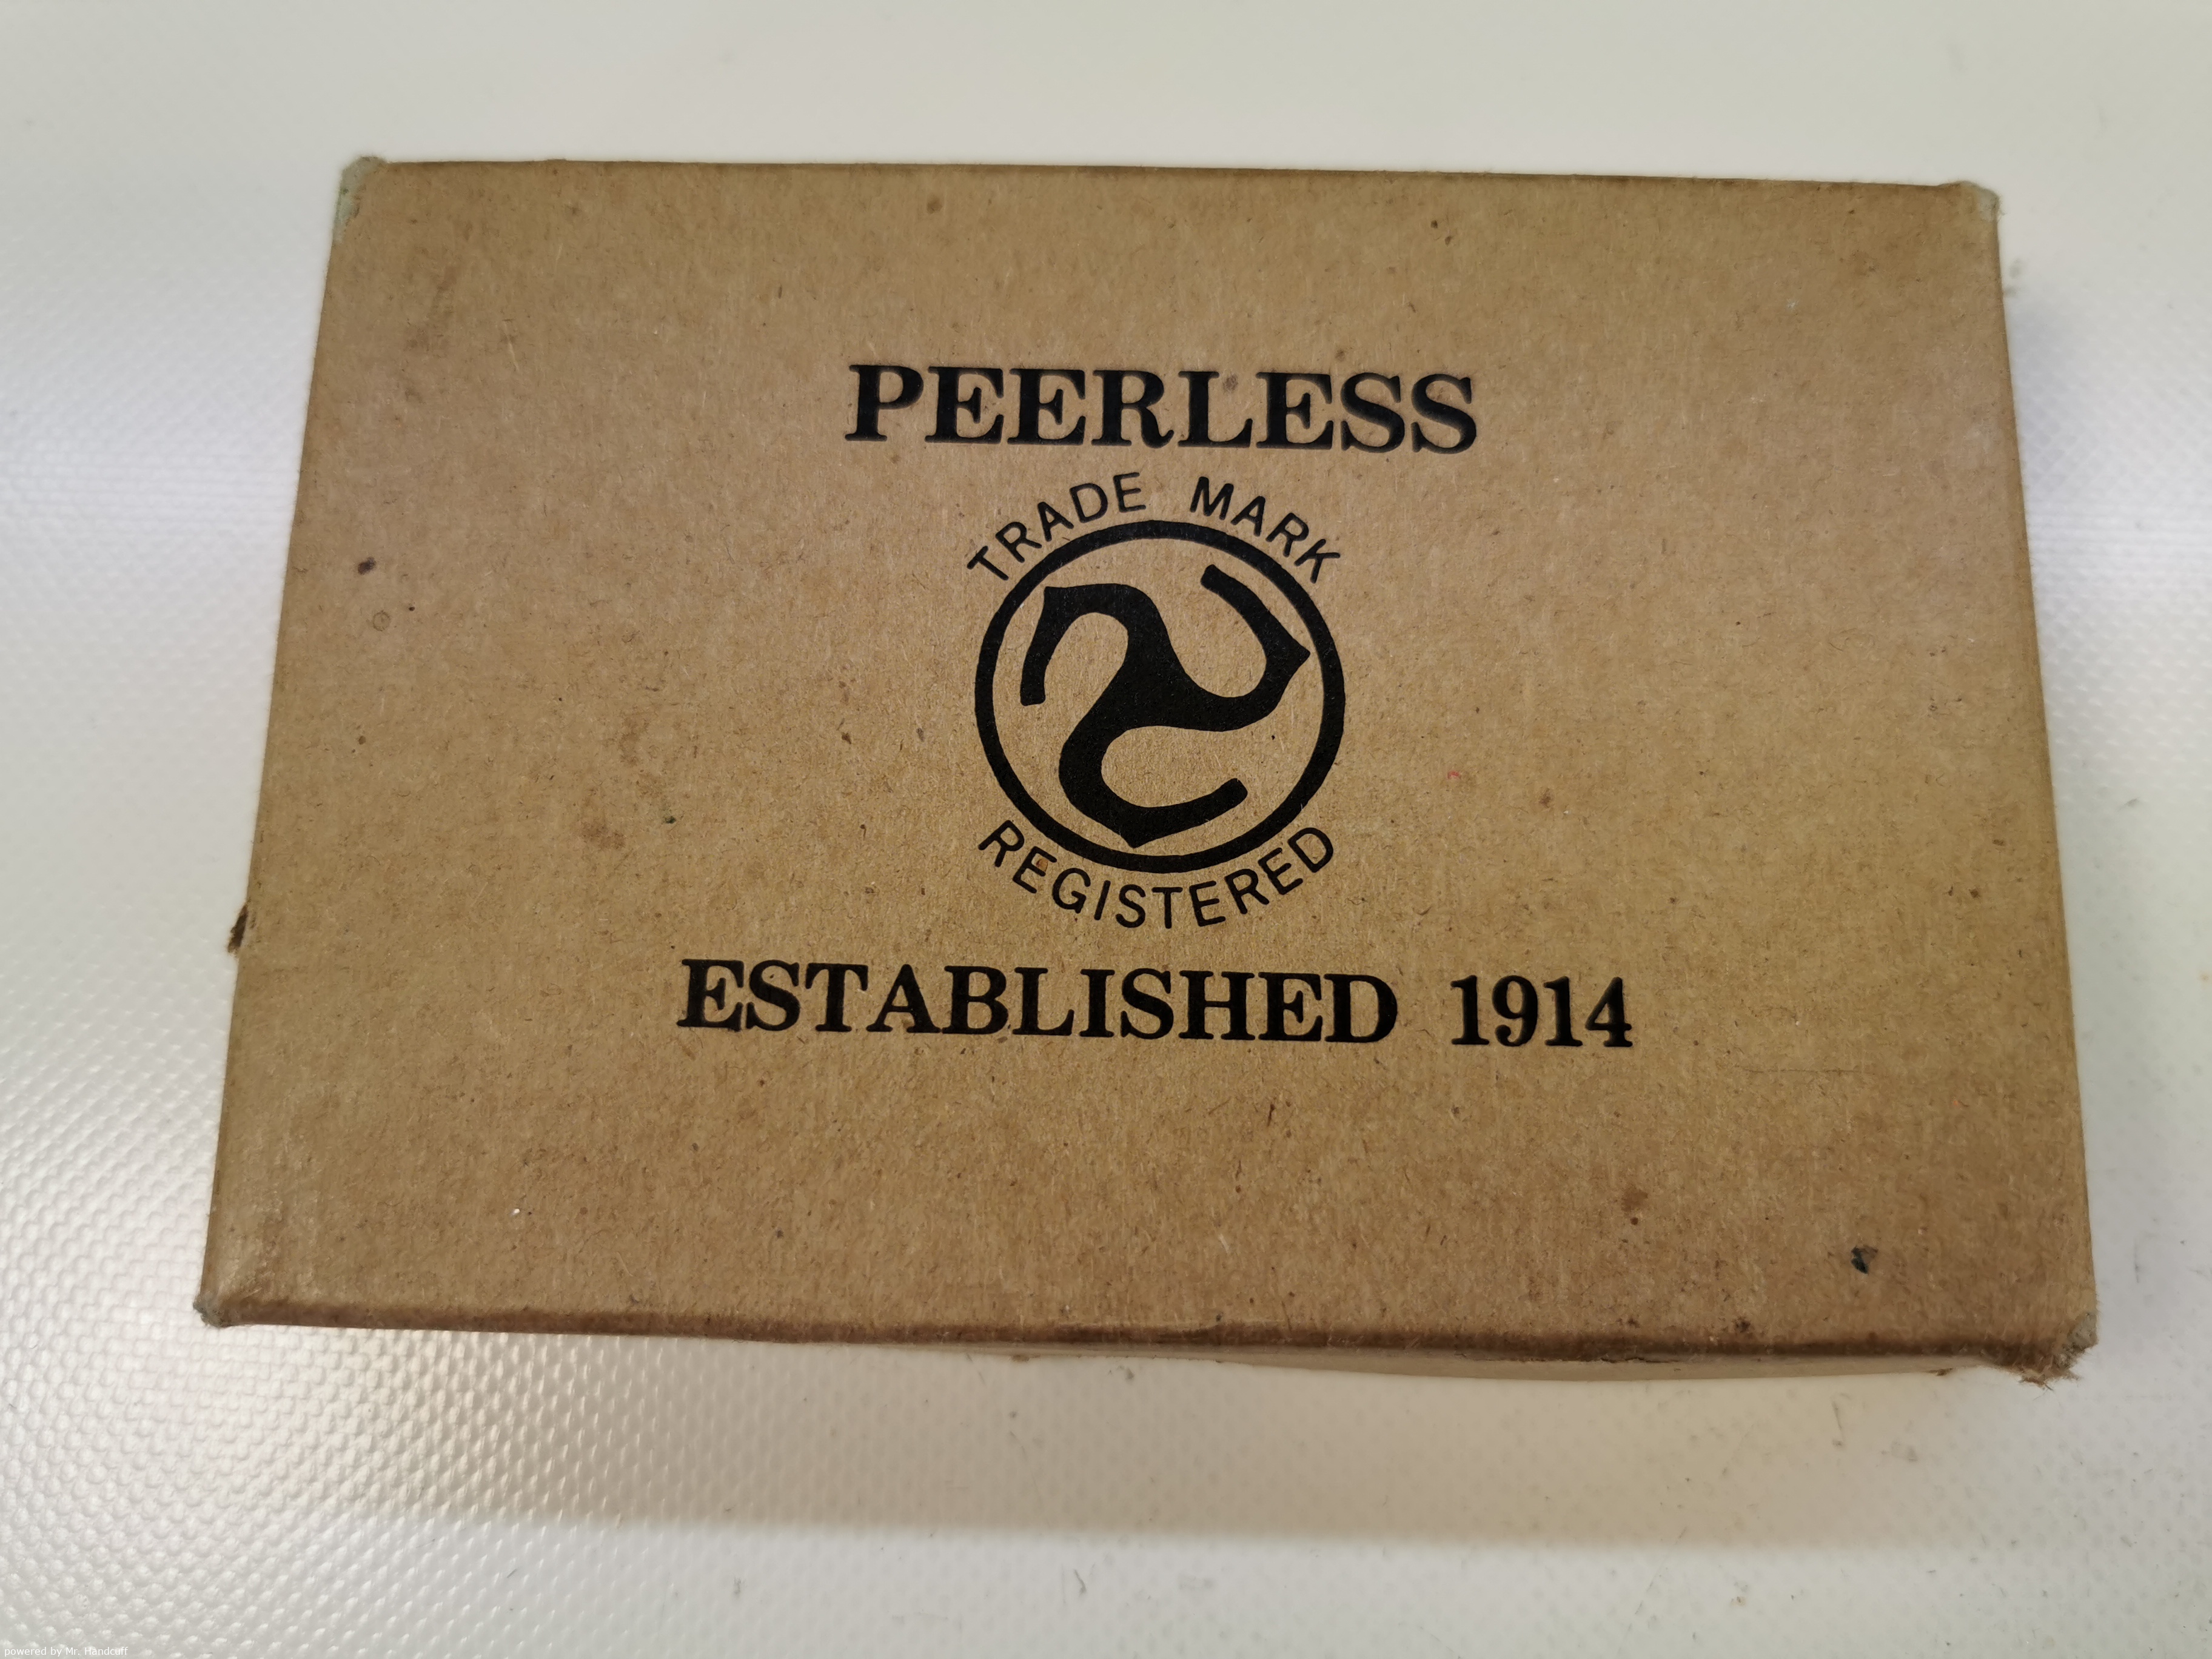 PEERLESS
TRADE MARK
REGISTERED
ESTABLISHED 1914
powered by Mr. Handcuff